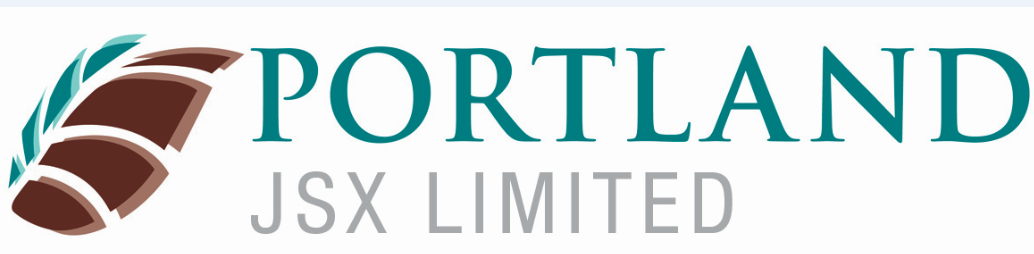 PORTLAND
JSX LIMITED